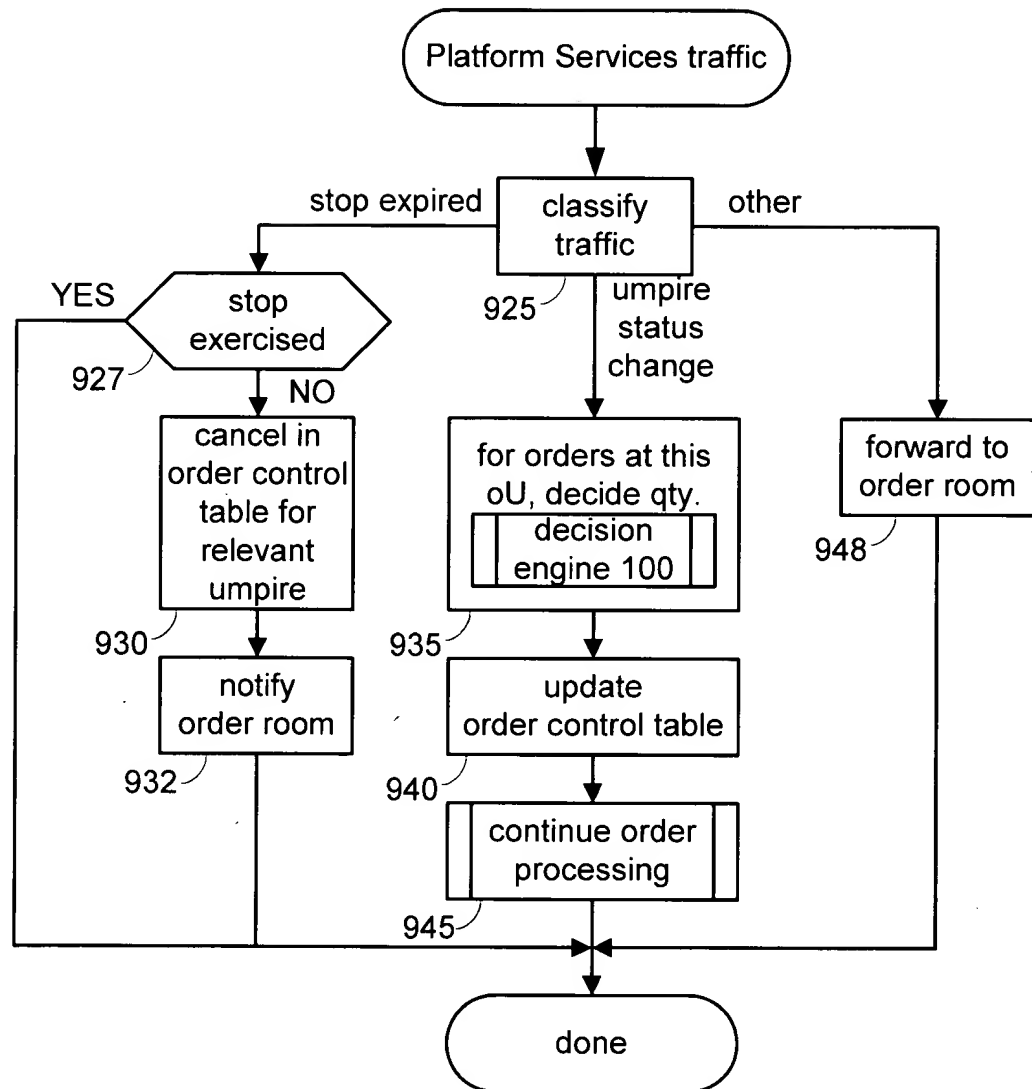 Platform Services traffic
stop expired
classify
traffic
other
925
YES
stop
exercised
927
NO
umpire
status
change
cancel in
order control
table for
relevant
umpire
930
for orders at this
oU, decide qty.
decision
engine 100
935
forward to
order room
948
notify
order room
932
update
order control table
940
continue order
processing
945
done